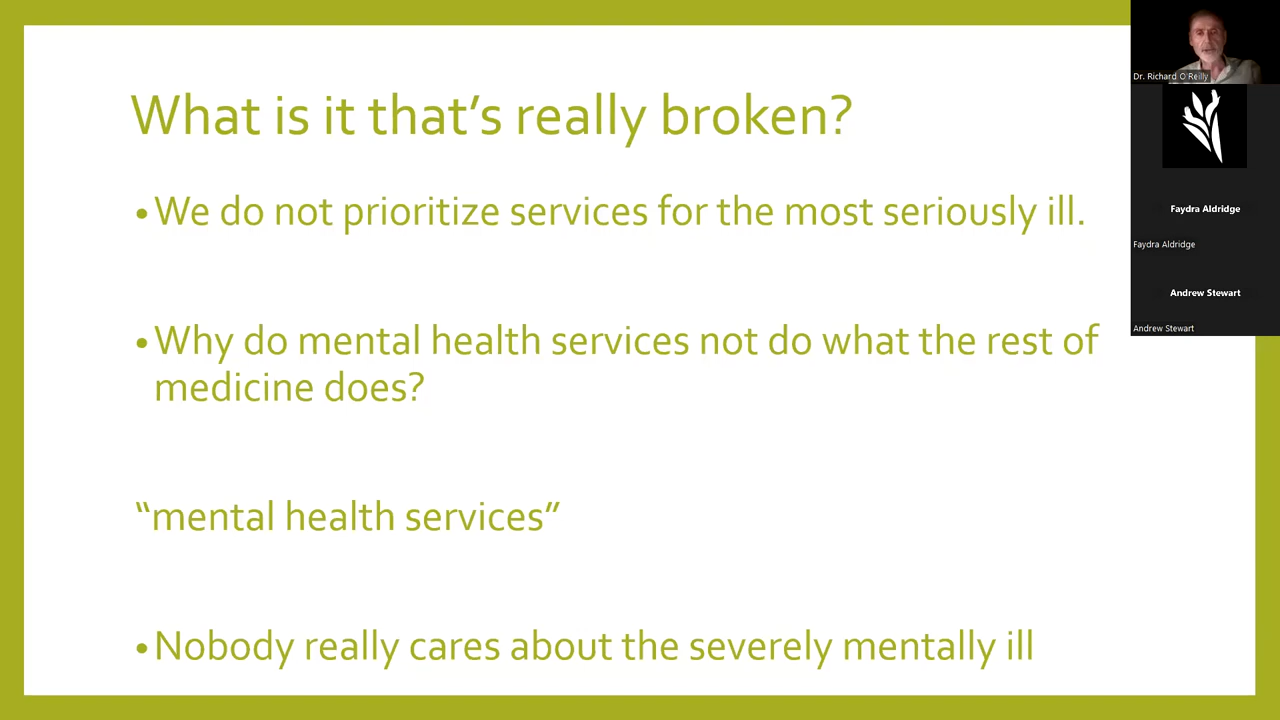 What is it that’s really broken?
•We do not prioritize services for the most seriously ill.
•Why do mental health services not do what the rest of
medicine does?
“mental health services”
•Nobody really cares about the severely mentally ill
Dr. Richard O'Reilly
Faydra Aldridge
Faydra Aldridge
Andrew Stewart
Andrew Stewart